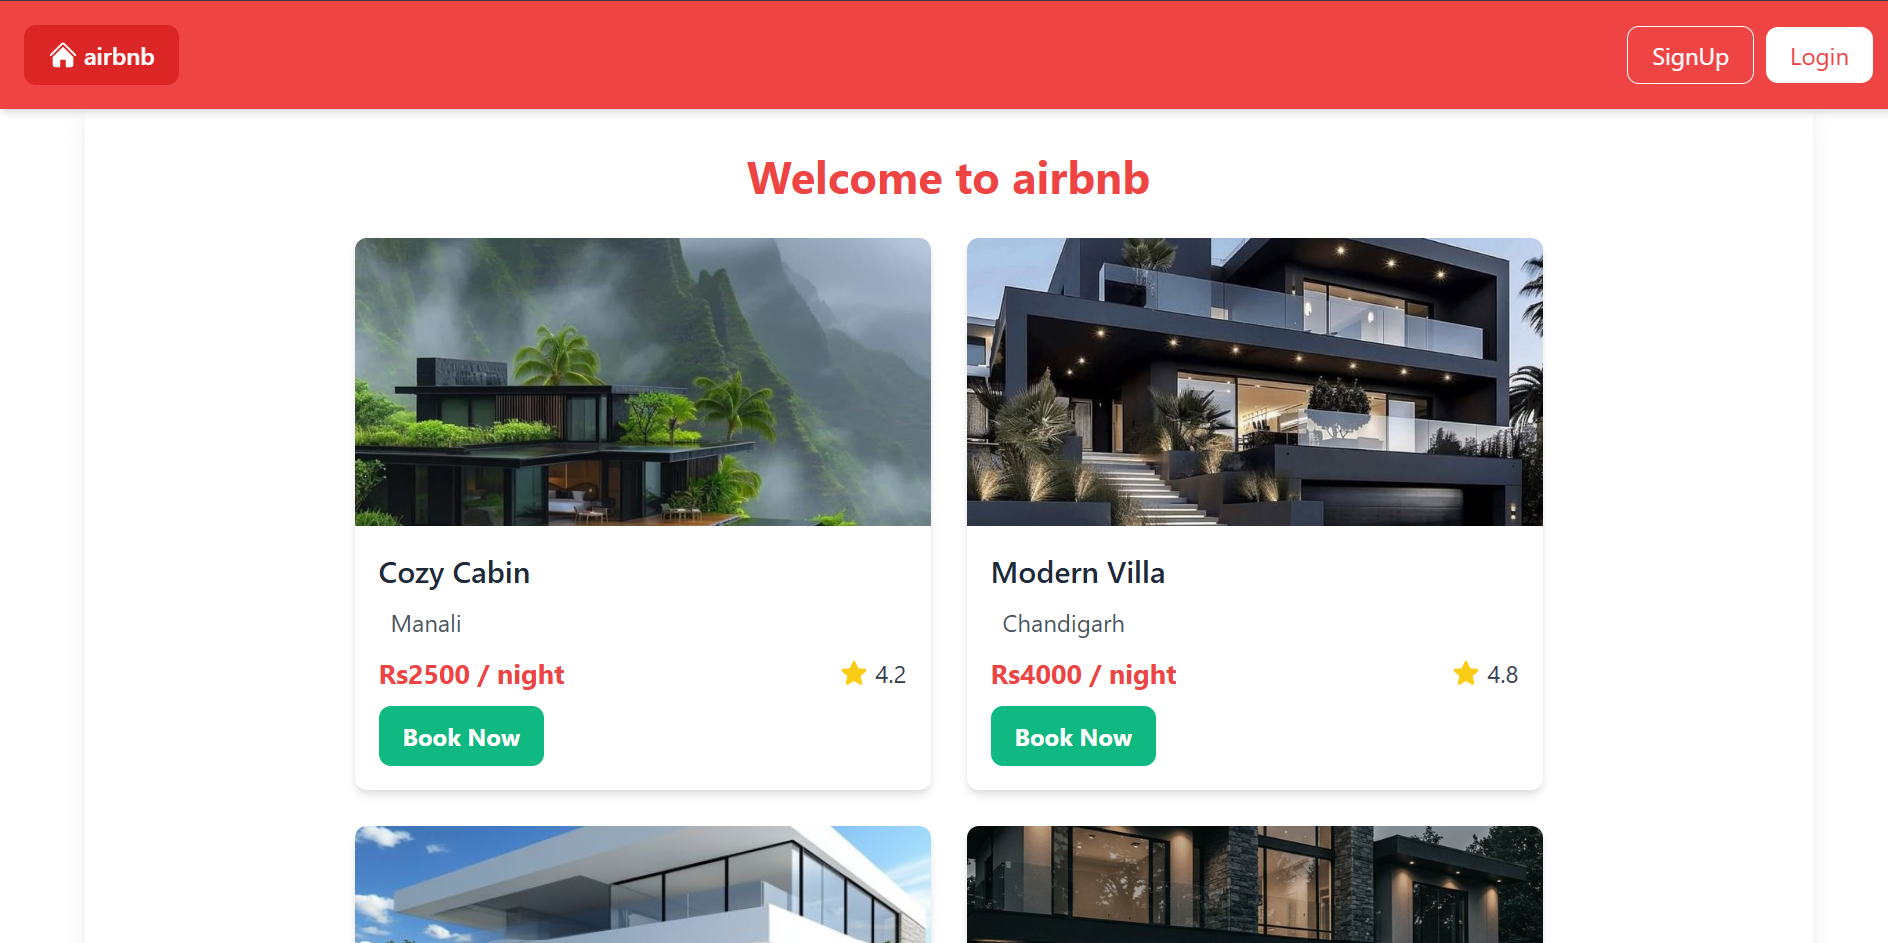 airbnb
SignUp
Login
Welcome to airbnb
Cozy Cabin
Manali
Rs2500 / night
4.2
Book Now
Modern Villa
Chandigarh
Rs4000 / night
4.8
Book Now